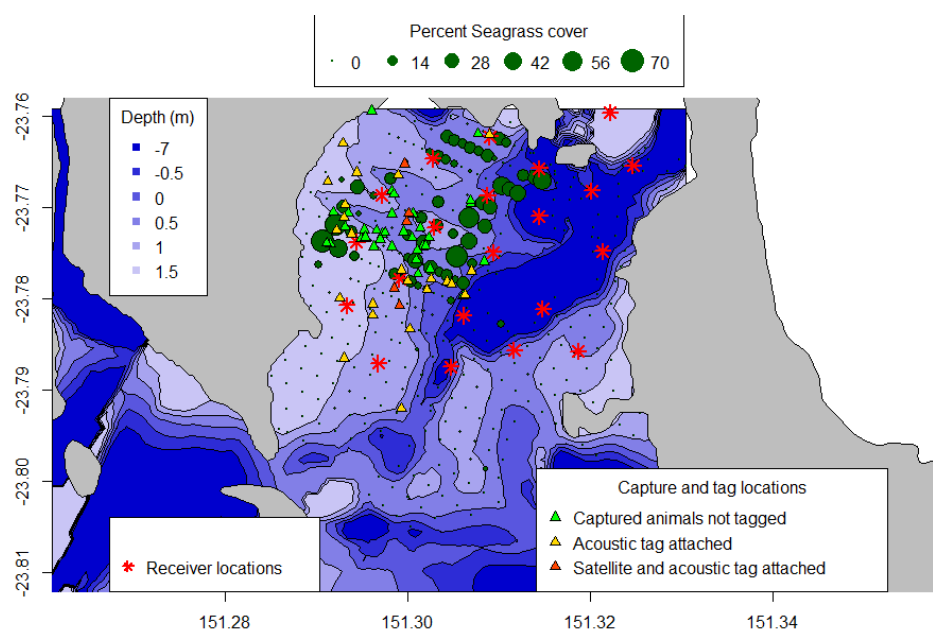 Percent Seagrass cover
0 14 28 42 56 70
-23.76
-23.77
-23.78
-23.79
-23.80
-23.81
Depth (m)
-7
-0.5
0
0.5
1
1.5
Receiver locations
Capture and tag locations
Captured animals not tagged
Acoustic tag attached
Satellite and acoustic tag attached
151.28 151.30 151.32 151.34